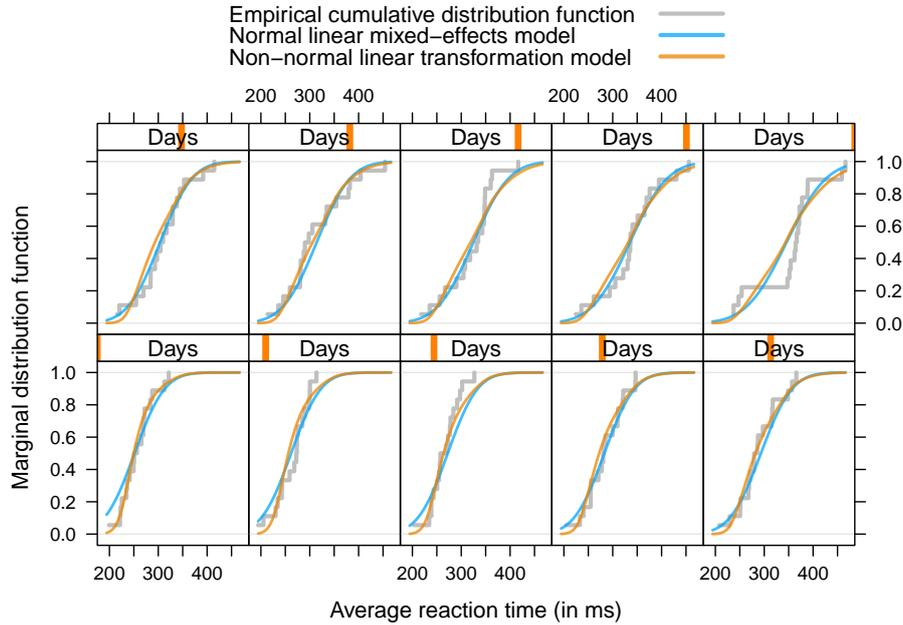 Empirical cumulative distribution function
Normal linear mixed−effects model
Non−normal linear transformation model
200 300 400 200 300 400
Days Days Days Days Days
1.0
0.8
0.6
0.4
0.2
0.0
Days Days Days Days Days
1.0
0.8
0.6
0.4
0.2
0.0
200 300 400 200 300 400 200 300 400
Marginal distribution function
Average reaction time (in ms)